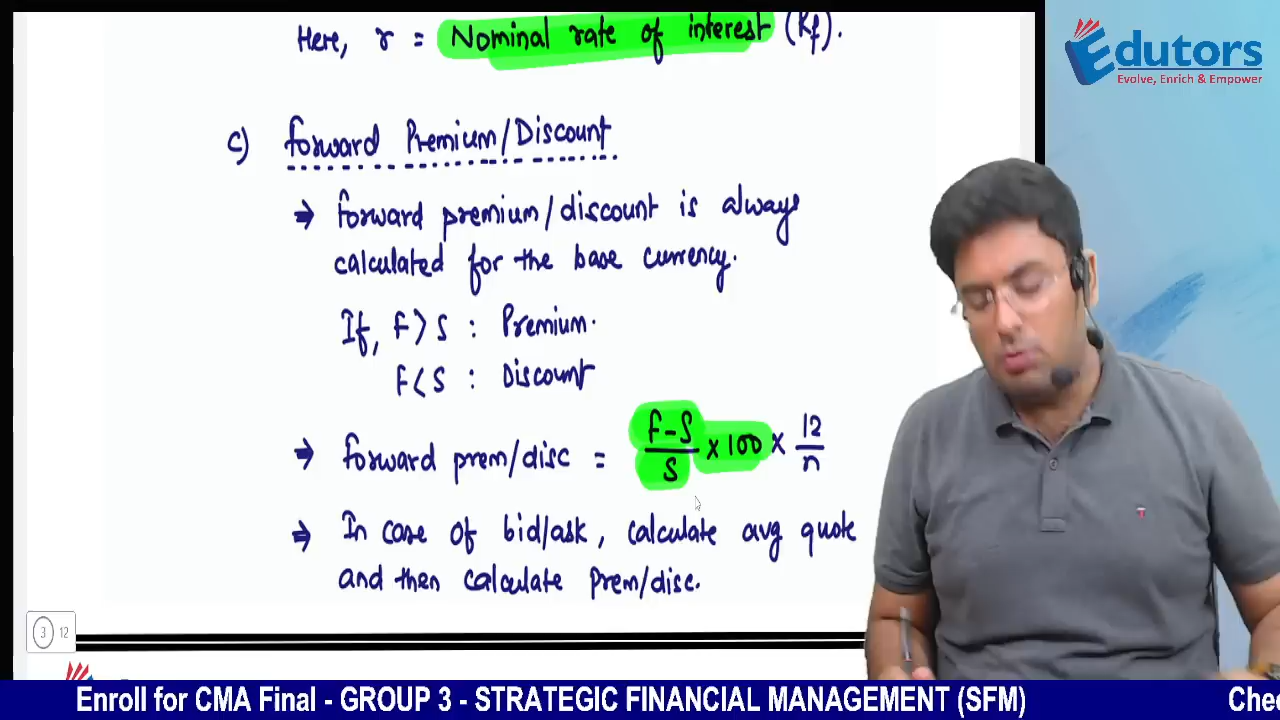 Here, r = Nominal rate of interest (Rf).
Edutors
Evolve, Enrich & Empower
c) forward Premium/Discount
⇒ forward premium/discount is always
calculated for the base currency.
If, F > S : Premium.
F < S : Discount
⇒ forward prem/disc = F-S/S × 100 × 12/n
⇒ In case of bid/ask, calculate avg quote
and then calculate Prem/disc.
3 12
Enroll for CMA Final - GROUP 3 - STRATEGIC FINANCIAL MANAGEMENT (SFM)
Chec